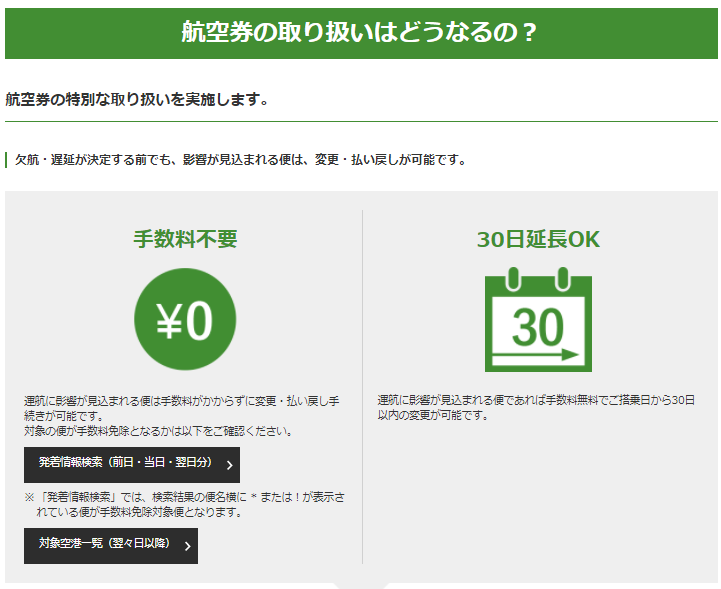 航空券の取り扱いはどうなるの？
航空券の特別な取り扱いを実施します。
欠航・遅延が決定する前でも、影響が見込まれる便は、変更・払い戻しが可能です。
手数料不要
¥0
運航に影響が見込まれる便は手数料がかからずに変更・払い戻し手
続きが可能です。
対象の便が手数料免除となるかは以下をご確認ください。
発着情報検索（前日・当日・翌日分）
※「発着情報検索」では、検索結果の便名横に * または！が表示さ
れている便が手数料免除対象便となります。
対象空港一覧（翌々日以降）
30日延長OK
30
運航に影響が見込まれる便であれば手数料無料でご搭乗日から30日
以内の変更が可能です。